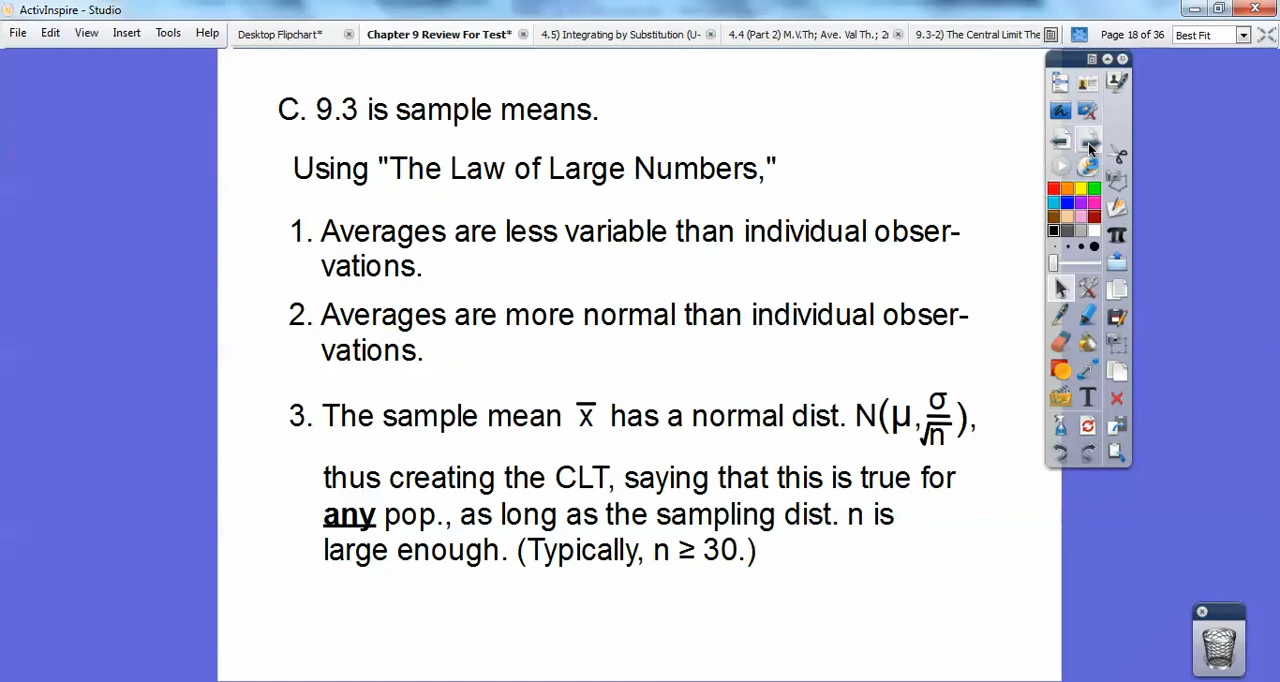 ActivInspire - Studio
File Edit View Insert Tools Help
Desktop Flipchart* Chapter 9 Review For Test* 4.5) Integrating by Substitution (U- 4.4 (Part 2) M.V.Th; Ave. Val Th.; 2r 9.3-2) The Central Limit The Page 18 of 36 Best Fit
C. 9.3 is sample means.
Using "The Law of Large Numbers,"
1. Averages are less variable than individual obser-
vations.
2. Averages are more normal than individual obser-
vations.
3. The sample mean x̅ has a normal dist. N(μ, σ/√n),
thus creating the CLT, saying that this is true for
any pop., as long as the sampling dist. n is
large enough. (Typically, n ≥ 30.)